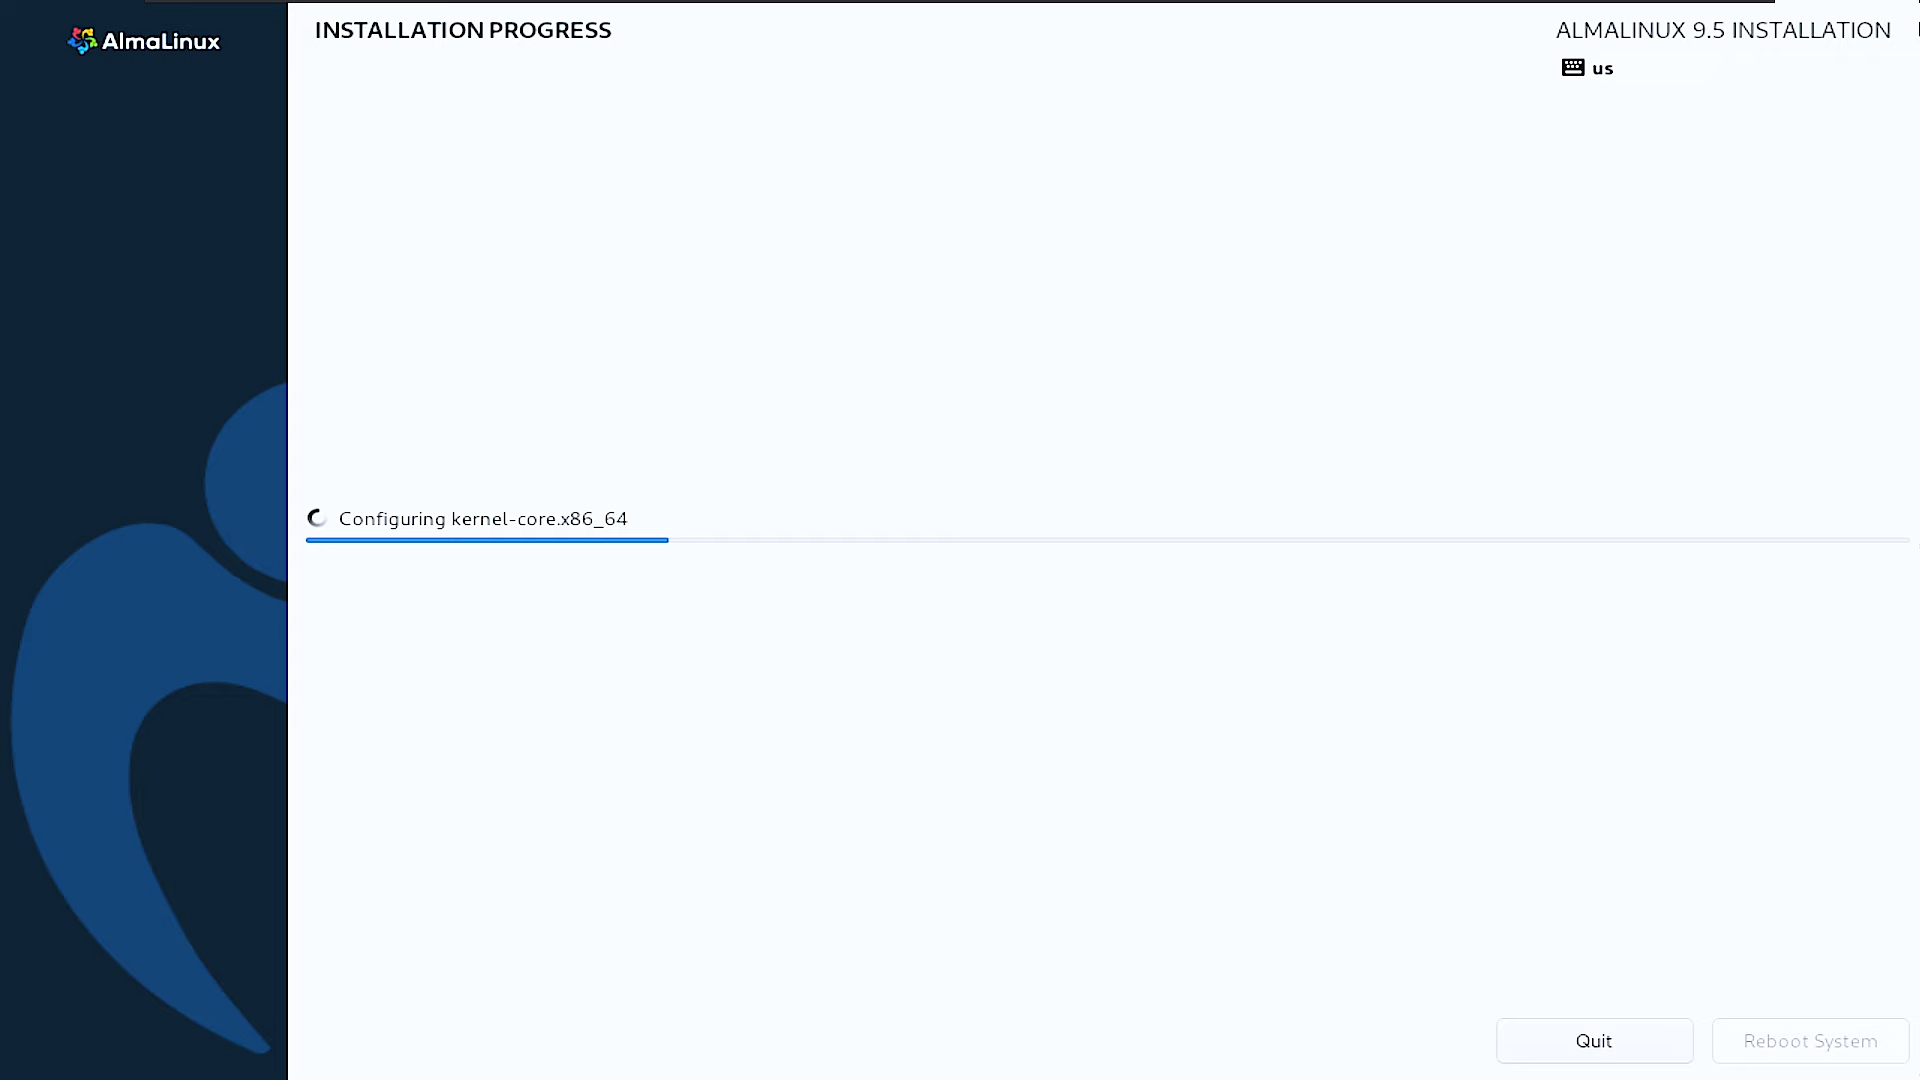 AlmaLinux
INSTALLATION PROGRESS
ALMALINUX 9.5 INSTALLATION
us
Configuring kernel-core.x86_64
Quit
Reboot System